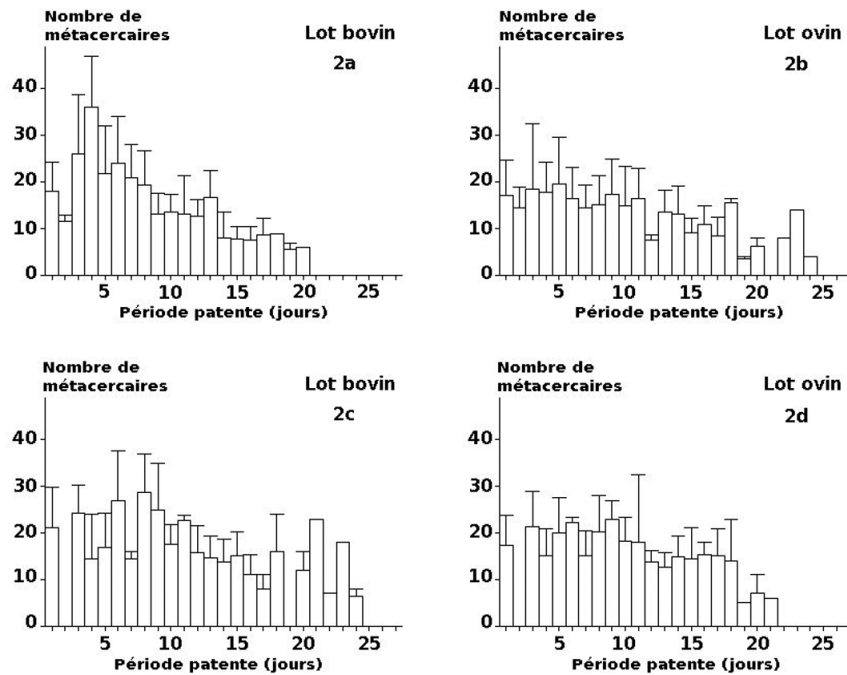 Nombre de
métacercaires
Lot bovin
2a
40
30
20
10
0
5 10 15 20 25
Période patente (jours)
Nombre de
métacercaires
Lot ovin
2b
40
30
20
10
0
5 10 15 20 25
Période patente (jours)
Nombre de
métacercaires
Lot bovin
2c
40
30
20
10
0
5 10 15 20 25
Période patente (jours)
Nombre de
métacercaires
Lot ovin
2d
40
30
20
10
0
5 10 15 20 25
Période patente (jours)